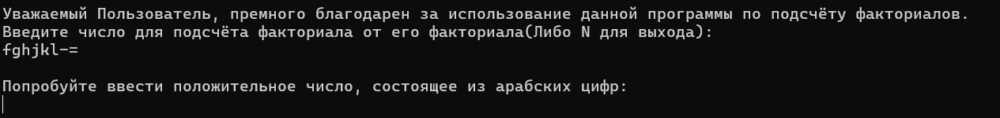 Уважаемый Пользователь, премного благодарен за использование данной программы по подсчёту факториалов.
Введите число для подсчёта факториала от его факториала(Либо N для выхода):
fghjkl-=
Попробуйте ввести положительное число, состоящее из арабских цифр: